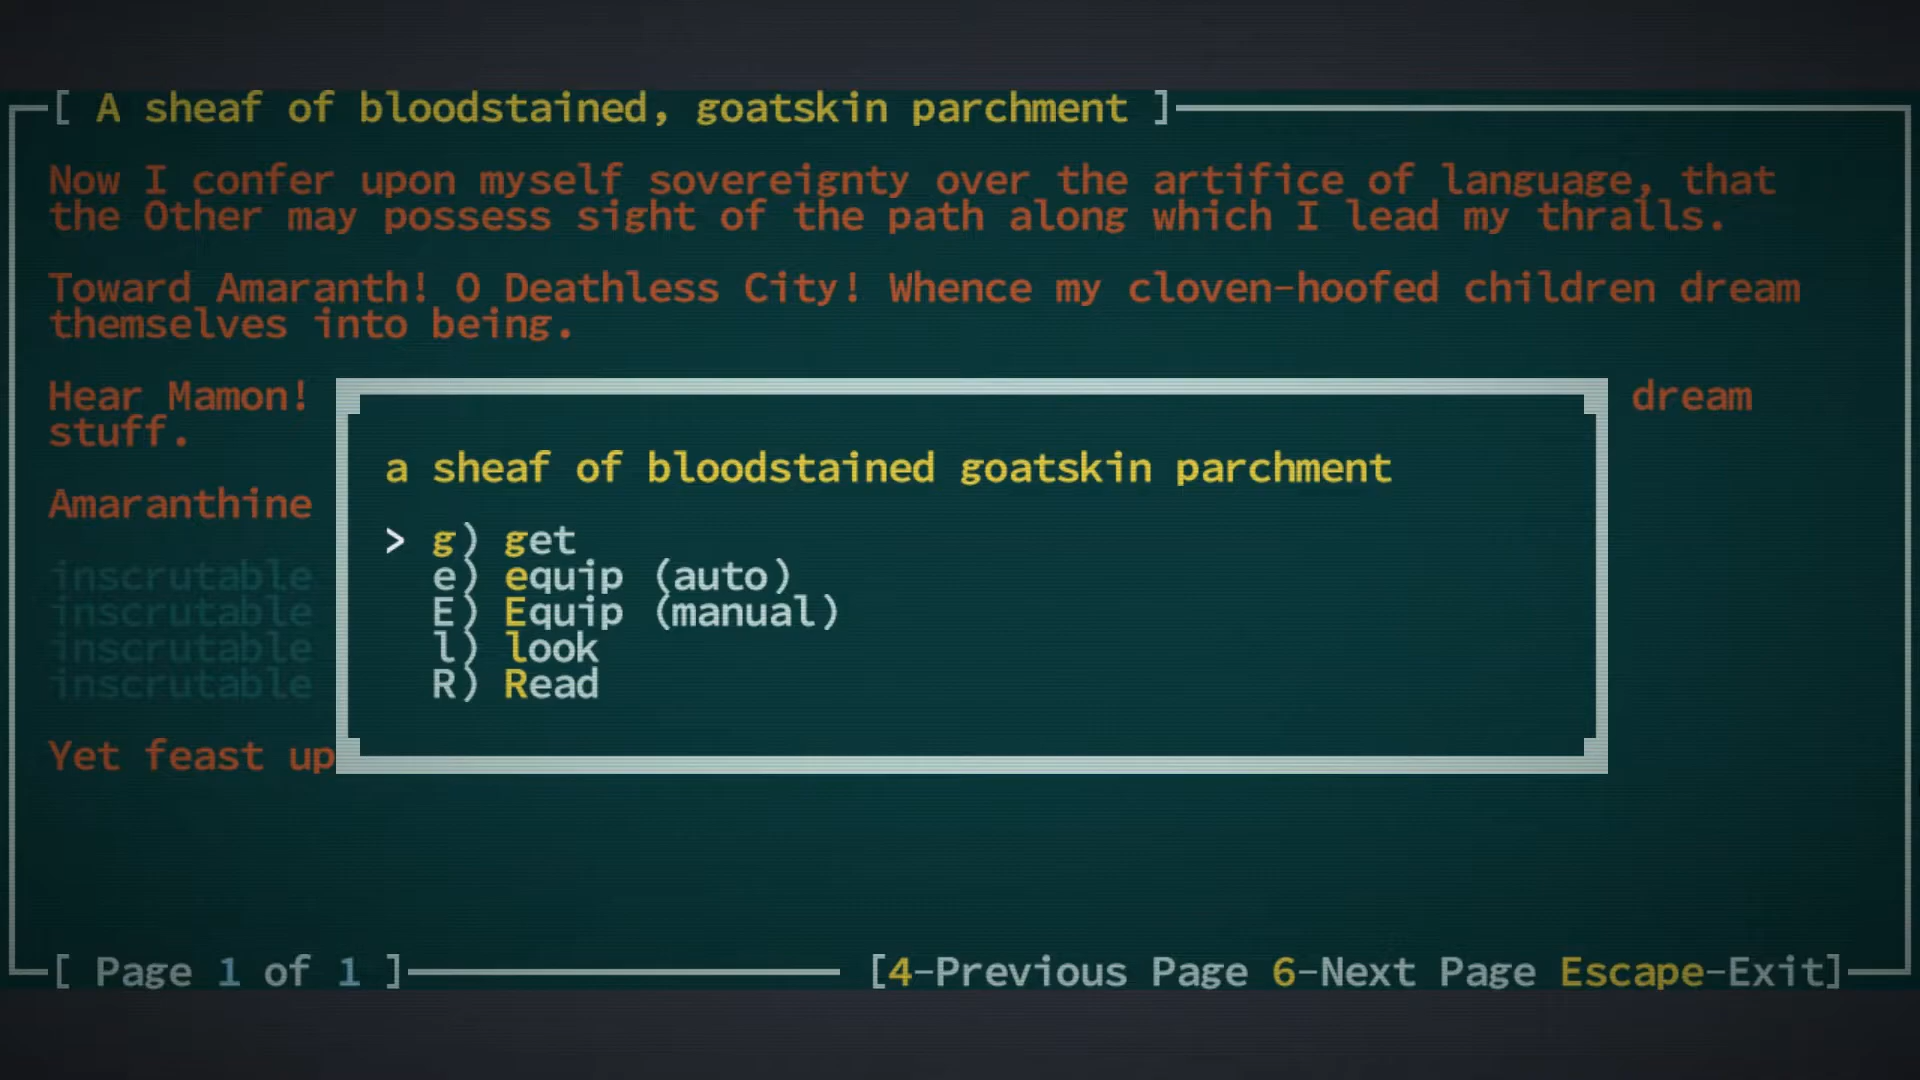 [ A sheaf of bloodstained, goatskin parchment ]
Now I confer upon myself sovereignty over the artifice of language, that
the Other may possess sight of the path along which I lead my thralls.
Toward Amaranth! O Deathless City! Whence my cloven-hoofed children dream
themselves into being.
Hear Mamon! dream
stuff.
a sheaf of bloodstained goatskin parchment
Amaranthine
> g) get
inscrutable e) equip (auto)
inscrutable E) Equip (manual)
inscrutable l) look
inscrutable R) Read
Yet feast up
[ Page 1 of 1 ] [4-Previous Page 6-Next Page Escape-Exit]